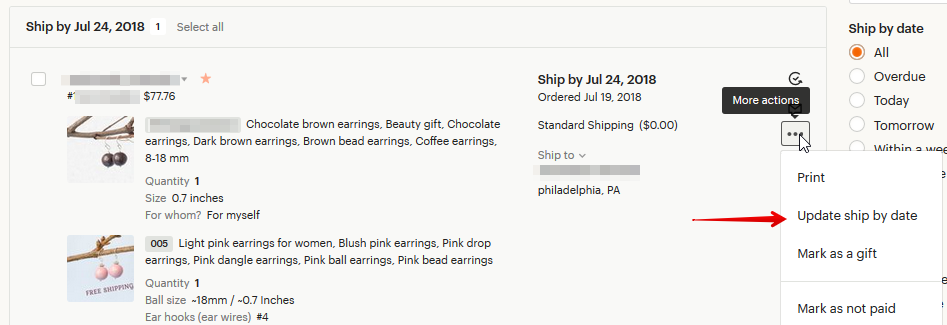 Ship by Jul 24, 2018 1 Select all
#
$77.76
Chocolate brown earrings, Beauty gift, Chocolate
earrings, Dark brown earrings, Brown bead earrings, Coffee earrings,
8-18 mm
Quantity 1
Size 0.7 inches
For whom? For myself
005 Light pink earrings for women, Blush pink earrings, Pink drop
earrings, Pink dangle earrings, Pink ball earrings, Pink bead earrings
Quantity 1
Ball size ~18mm / ~0.7 Inches
Ear hooks (ear wires) #4
FREE SHIPPING
Ship by Jul 24, 2018
Ordered Jul 19, 2018
Standard Shipping ($0.00)
Ship to
philadelphia, PA
More actions
Print
Update ship by date
Mark as a gift
Mark as not paid
Ship by date
All
Overdue
Today
Tomorrow
Within a wee